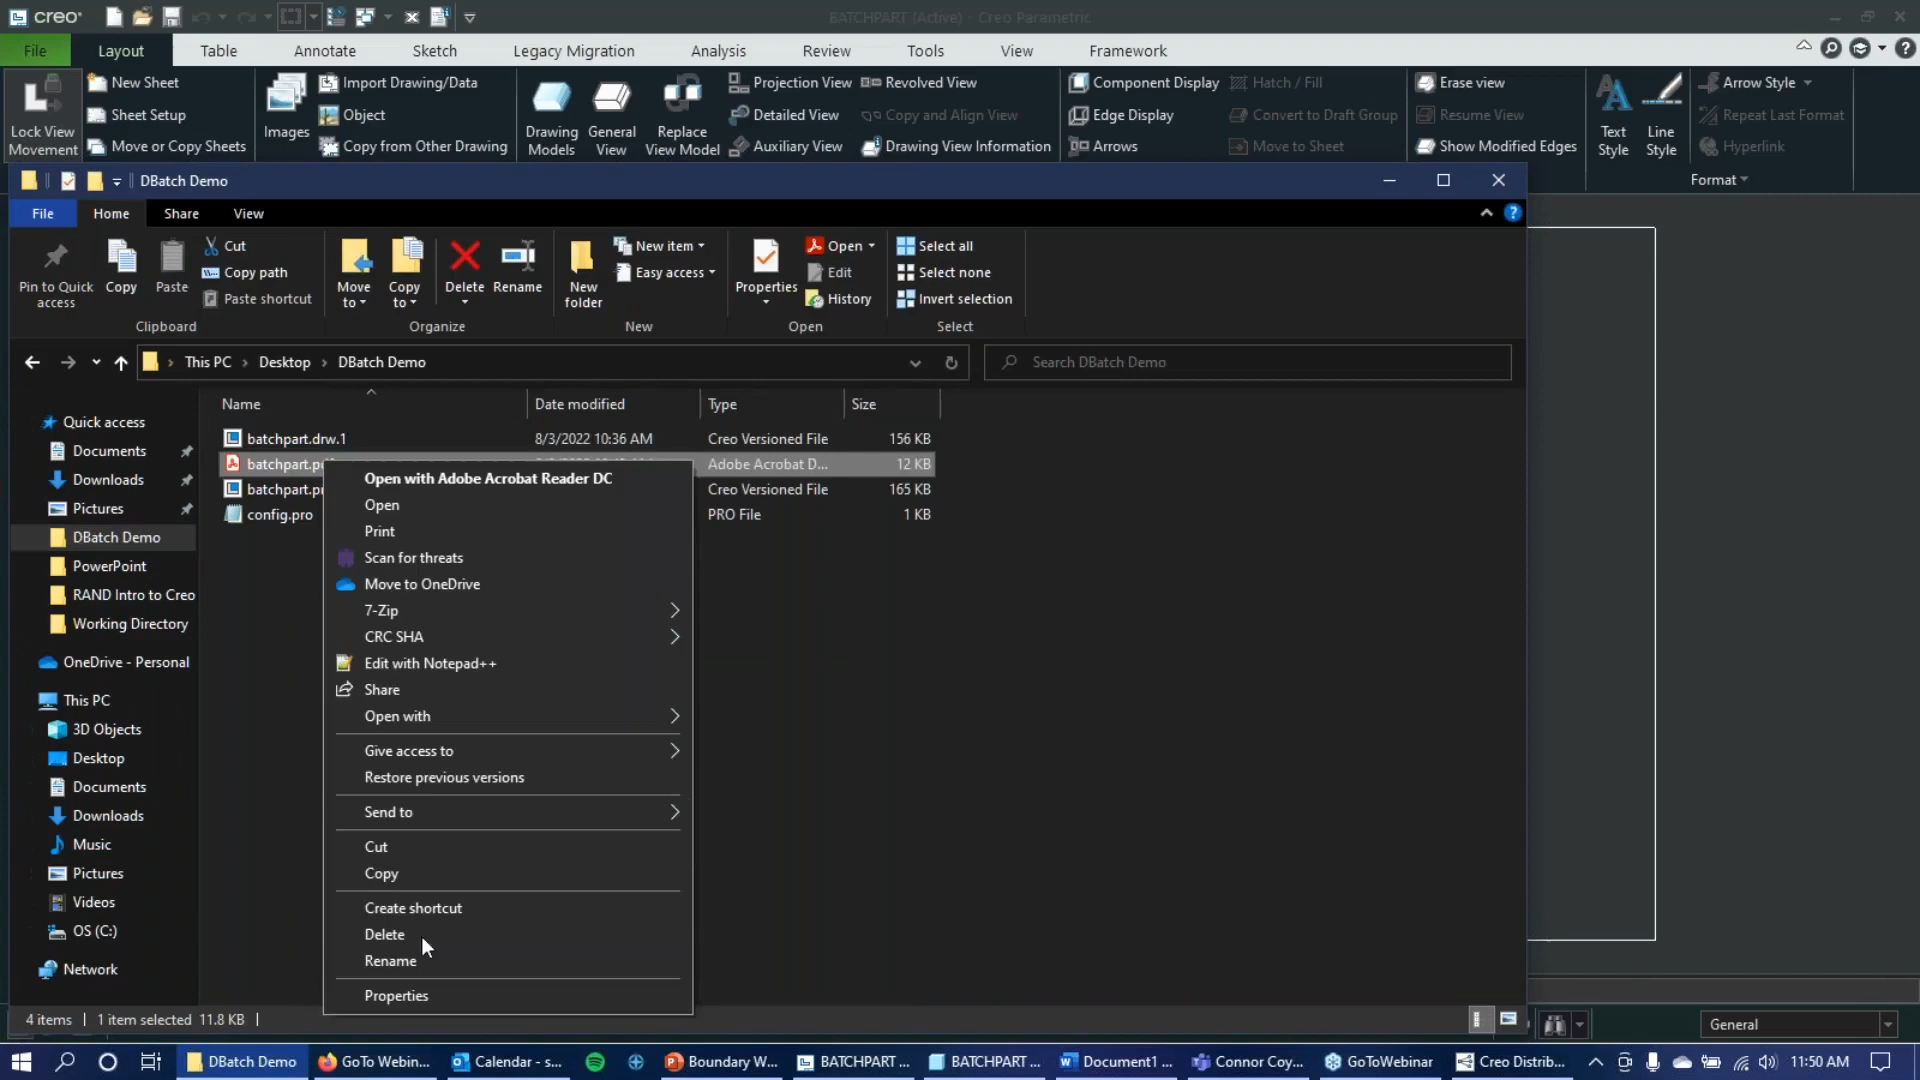 creo
BATCHPART (Active) - Creo Parametric
File Layout Table Annotate Sketch Legacy Migration Analysis Review Tools View Framework
Lock View Movement
New Sheet
Sheet Setup
Move or Copy Sheets
Images
Import Drawing/Data
Object
Copy from Other Drawing
Drawing Models
General View
Replace View Model
Projection View
Detailed View
Auxiliary View
Revolved View
Copy and Align View
Drawing View Information
Component Display
Edge Display
Arrows
Hatch / Fill
Convert to Draft Group
Move to Sheet
Erase view
Resume View
Show Modified Edges
Text Style
Line Style
Arrow Style
Repeat Last Format
Hyperlink
Format
DBatch Demo
File Home Share View
Pin to Quick access
Copy
Paste
Cut
Copy path
Paste shortcut
Clipboard
Move to
Copy to
Delete
Rename
Organize
New folder
New item
Easy access
New
Properties
Open
Edit
History
Open
Select all
Select none
Invert selection
Select
This PC Desktop DBatch Demo
Search DBatch Demo
Quick access
Documents
Downloads
Pictures
DBatch Demo
PowerPoint
RAND Intro to Creo
Working Directory
OneDrive - Personal
This PC
3D Objects
Desktop
Documents
Downloads
Music
Pictures
Videos
OS (C:)
Network
Name Date modified Type Size
batchpart.drw.1 8/3/2022 10:36 AM Creo Versioned File 156 KB
Adobe Acrobat D... 12 KB
Creo Versioned File 165 KB
config.pro PRO File 1 KB
Open with Adobe Acrobat Reader DC
Open
Print
Scan for threats
Move to OneDrive
7-Zip
CRC SHA
Edit with Notepad++
Share
Open with
Give access to
Restore previous versions
Send to
Cut
Copy
Create shortcut
Delete
Rename
Properties
4 items 1 item selected 11.8 KB
General
DBatch Demo
GoTo Webin...
Calendar - s...
Boundary W...
BATCHPART ...
BATCHPART ...
Document1 ...
Connor Coy...
GoToWebinar
Creo Distrib...
11:50 AM